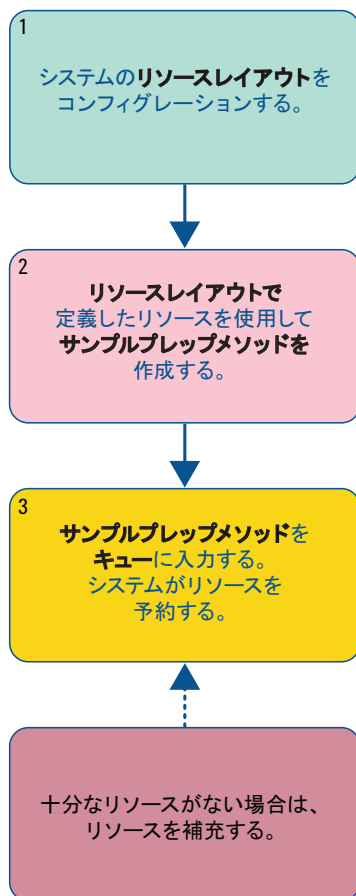 1
システムのリソースレイアウトを
コンフィグレーションする。
2
リソースレイアウトで
定義したリソースを使用して
サンプルプレップメソッドを
作成する。
3
サンプルプレップメソッドを
キューに入力する。
システムがリソースを
予約する。
十分なリソースがない場合は、
リソースを補充する。